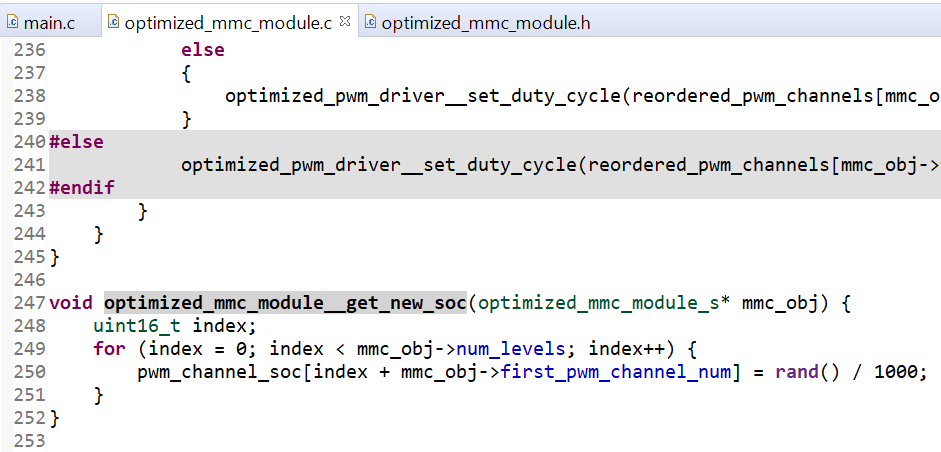 main.c optimized_mmc_module.c optimized_mmc_module.h
236 else
237 {
238 optimized_pwm_driver__set_duty_cycle(reordered_pwm_channels[mmc_o
239 }
240 #else
241 optimized_pwm_driver__set_duty_cycle(reordered_pwm_channels[mmc_obj->
242 #endif
243 }
244 }
245 }
246
247 void optimized_mmc_module__get_new_soc(optimized_mmc_module_s* mmc_obj) {
248 uint16_t index;
249 for (index = 0; index < mmc_obj->num_levels; index++) {
250 pwm_channel_soc[index + mmc_obj->first_pwm_channel_num] = rand() / 1000;
251 }
252 }
253